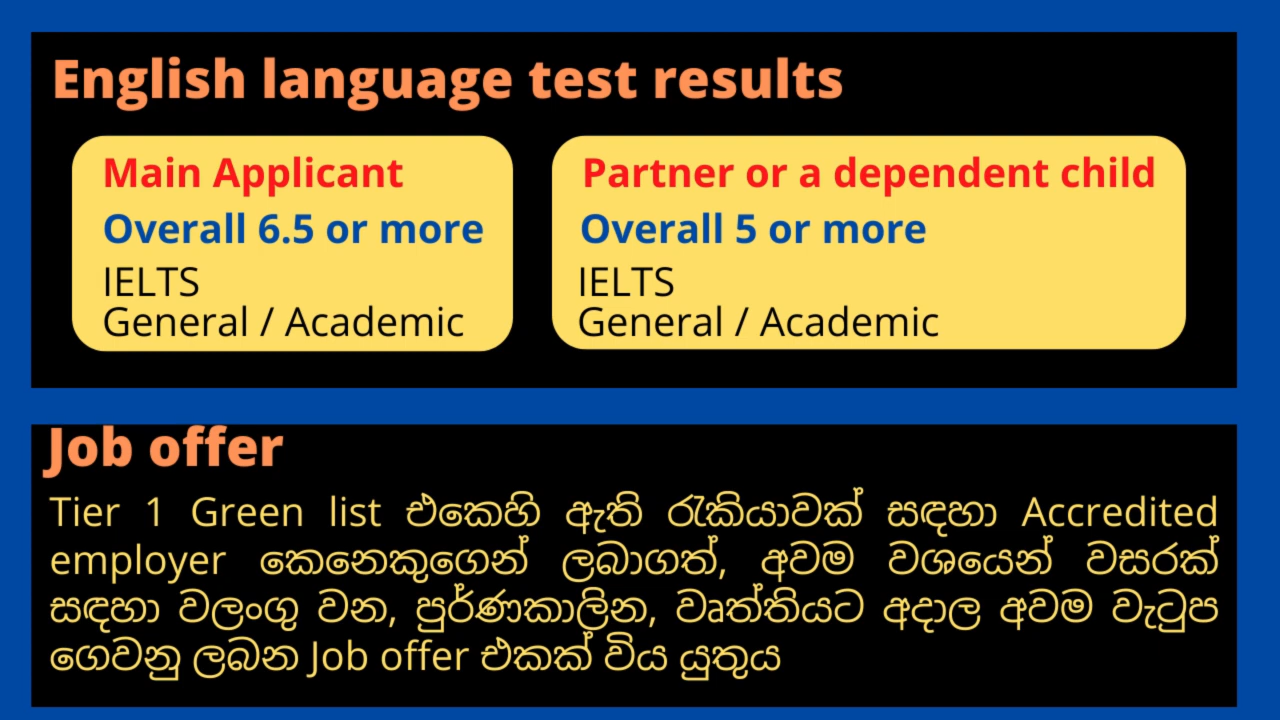 English language test results
Main Applicant
Overall 6.5 or more
IELTS
General / Academic
Partner or a dependent child
Overall 5 or more
IELTS
General / Academic
Job offer
Tier 1 Green list එකෙහි ඇති රැකියාවක් සඳහා Accredited
employer කෙනෙකුගෙන් ලබාගත්, අවම වශයෙන් වසරක්
සඳහා වලංගු වන, පුර්ණකාලින, වෘත්තියට අදාල අවම වැටුප
ගෙවනු ලබන Job offer එකක් විය යුතුය